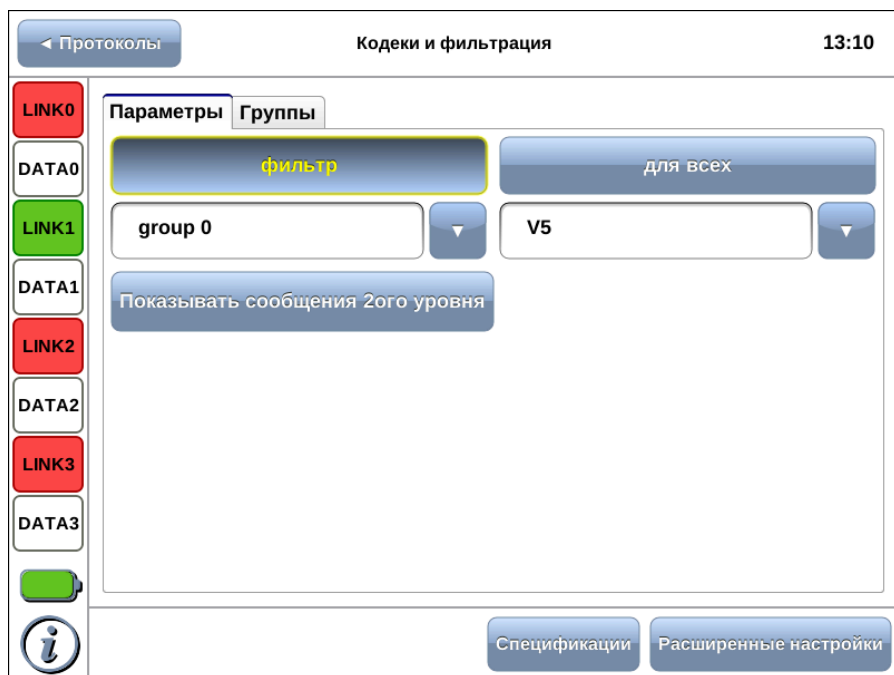 ◄ Протоколы
Кодеки и фильтрация
13:10
LINK0
DATA0
LINK1
DATA1
LINK2
DATA2
LINK3
DATA3
Параметры
Группы
фильтр
для всех
group 0
V5
Показывать сообщения 2ого уровня
i
Спецификации
Расширенные настройки